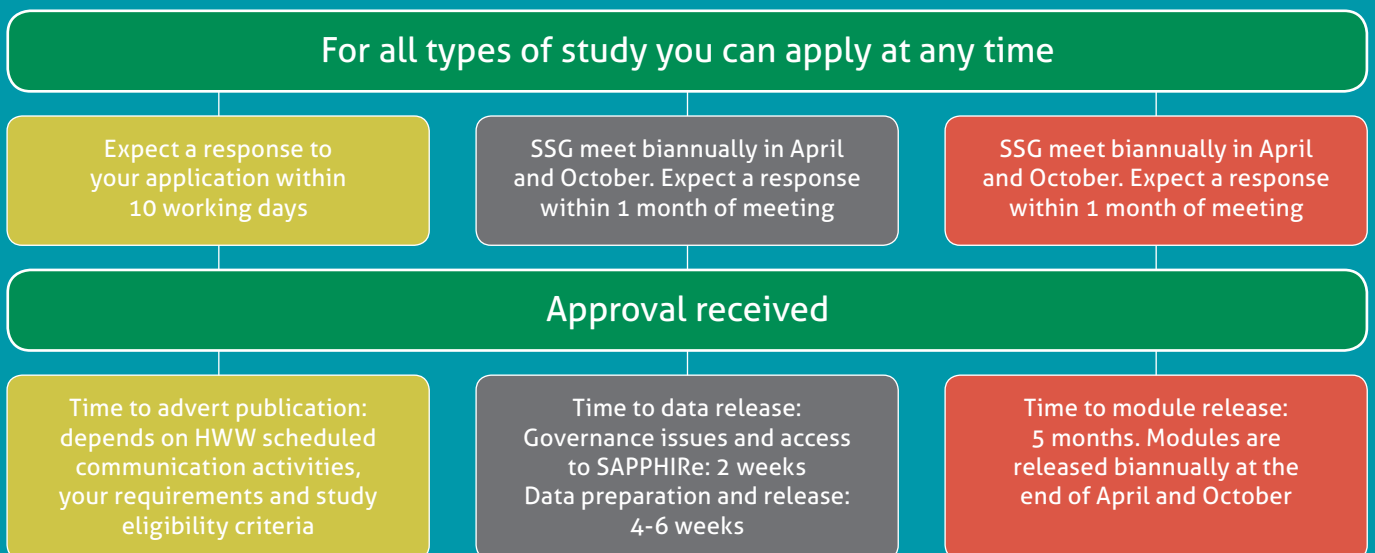 For all types of study you can apply at any time
Expect a response to
your application within
10 working days
SSG meet biannually in April
and October. Expect a response
within 1 month of meeting
SSG meet biannually in April
and October. Expect a response
within 1 month of meeting
Approval received
Time to advert publication:
depends on HWW scheduled
communication activities,
your requirements and study
eligibility criteria
Time to data release:
Governance issues and access
to SAPPHIRe: 2 weeks
Data preparation and release:
4-6 weeks
Time to module release:
5 months. Modules are
released biannually at the
end of April and October